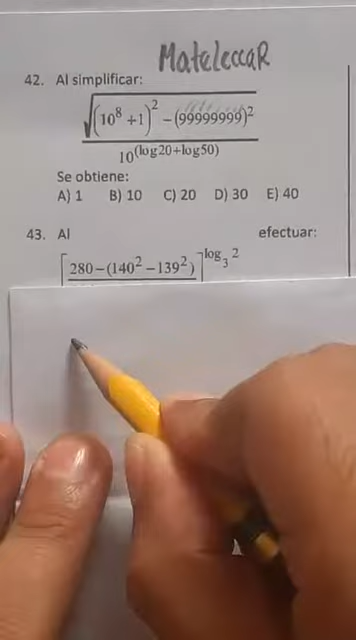 MateleccaR
42. Al simplificar:
√(10⁸ +1)² –(99999999)²
10^(log20+log50)
Se obtiene:
A) 1 B) 10 C) 20 D) 30 E) 40
43. Al efectuar:
[280–(140² –139²)]^log₃2